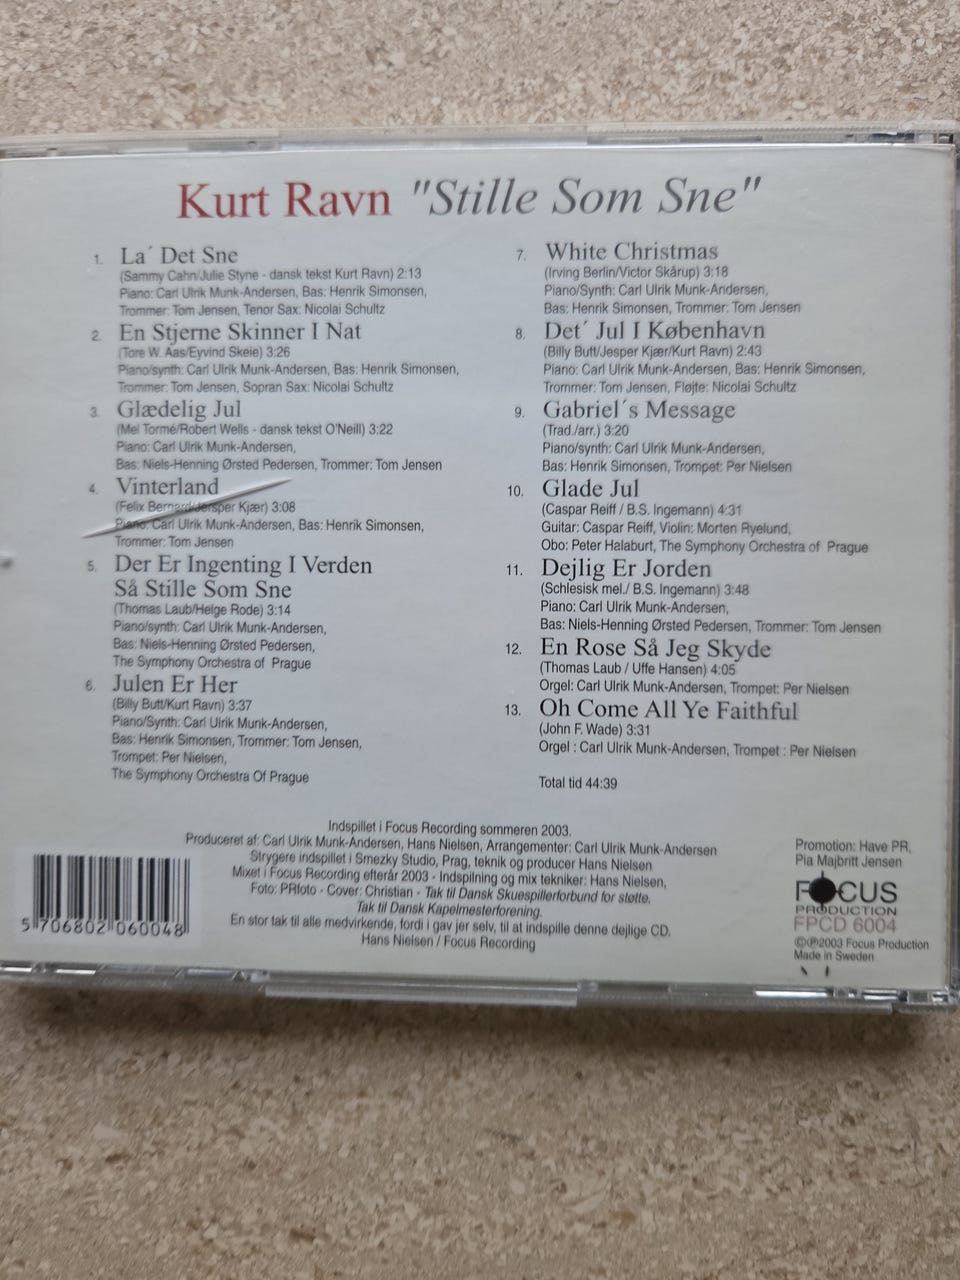 Kurt Ravn "Stille Som Sne"
1. La´ Det Sne
(Sammy Cahn/Julie Styne - dansk tekst Kurt Ravn) 2:13
Piano: Carl Ulrik Munk-Andersen, Bas: Henrik Simonsen,
Trommer: Tom Jensen, Tenor Sax: Nicolai Schultz
2. En Stjerne Skinner I Nat
(Tore W. Aas/Eyvind Skeie) 3:26
Piano/synth: Carl Ulrik Munk-Andersen, Bas: Henrik Simonsen,
Trommer: Tom Jensen, Sopran Sax: Nicolai Schultz
3. Glædelig Jul
(Mel Tormé/Robert Wells - dansk tekst O'Neill) 3:22
Piano: Carl Ulrik Munk-Andersen,
Bas: Niels-Henning Ørsted Pedersen, Trommer: Tom Jensen
4. Vinterland
(Felix Bernard/Jersper Kjær) 3:08
Piano: Carl Ulrik Munk-Andersen, Bas: Henrik Simonsen,
Trommer: Tom Jensen
5. Der Er Ingenting I Verden
Så Stille Som Sne
(Thomas Laub/Helge Rode) 3:14
Piano/synth: Carl Ulrik Munk-Andersen,
Bas: Niels-Henning Ørsted Pedersen,
The Symphony Orchestra of Prague
6. Julen Er Her
(Billy Butt/Kurt Ravn) 3:37
Piano/Synth: Carl Ulrik Munk-Andersen,
Bas: Henrik Simonsen, Trommer: Tom Jensen,
Trompet: Per Nielsen,
The Symphony Orchestra Of Prague
7. White Christmas
(Irving Berlin/Victor Skårup) 3:18
Piano/Synth: Carl Ulrik Munk-Andersen,
Bas: Henrik Simonsen, Trommer: Tom Jensen
8. Det´ Jul I København
(Billy Butt/Jesper Kjær/Kurt Ravn) 2:43
Piano: Carl Ulrik Munk-Andersen, Bas: Henrik Simonsen,
Trommer: Tom Jensen, Fløjte: Nicolai Schultz
9. Gabriel´s Message
(Trad./arr.) 3:20
Piano/synth: Carl Ulrik Munk-Andersen,
Bas: Henrik Simonsen, Trompet: Per Nielsen
10. Glade Jul
(Caspar Reiff / B.S. Ingemann) 4:31
Guitar: Caspar Reiff, Violin: Morten Ryelund,
Obo: Peter Halaburt, The Symphony Orchestra of Prague
11. Dejlig Er Jorden
(Schlesisk mel./ B.S. Ingemann) 3:48
Piano: Carl Ulrik Munk-Andersen,
Bas: Niels-Henning Ørsted Pedersen, Trommer: Tom Jensen
12. En Rose Så Jeg Skyde
(Thomas Laub / Uffe Hansen) 4:05
Orgel: Carl Ulrik Munk-Andersen, Trompet: Per Nielsen
13. Oh Come All Ye Faithful
(John F. Wade) 3:31
Orgel : Carl Ulrik Munk-Andersen, Trompet : Per Nielsen
Total tid 44:39
Indspillet i Focus Recording sommeren 2003.
Produceret af: Carl Ulrik Munk-Andersen, Hans Nielsen, Arrangementer: Carl Ulrik Munk-Andersen
Strygere indspillet i Smezky Studio, Prag, teknik og producer Hans Nielsen
Mixet i Focus Recording efterår 2003 - Indspilning og mix tekniker: Hans Nielsen,
Foto: PRfoto - Cover: Christian - Tak til Dansk Skuespillerforbund for støtte.
Tak til Dansk Kapelmesterforening.
En stor tak til alle medvirkende, fordi i gav jer selv, til at indspille denne dejlige CD.
Hans Nielsen / Focus Recording
5 706802 060048
Promotion: Have PR,
Pia Majbritt Jensen
FOCUS
PRODUCTION
FPCD 6004
©℗2003 Focus Production
Made in Sweden